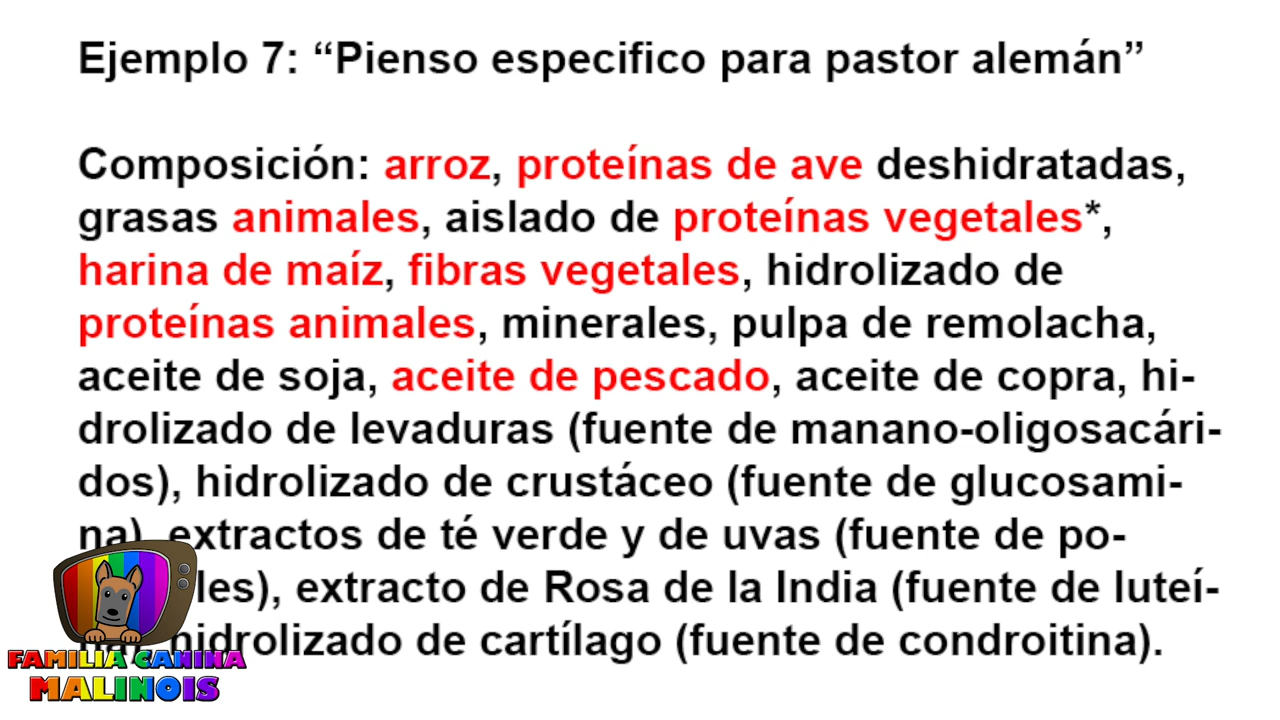 Ejemplo 7: “Pienso especifico para pastor alemán”
Composición: arroz, proteínas de ave deshidratadas,
grasas animales, aislado de proteínas vegetales*,
harina de maíz, fibras vegetales, hidrolizado de
proteínas animales, minerales, pulpa de remolacha,
aceite de soja, aceite de pescado, aceite de copra, hi-
drolizado de levaduras (fuente de manano-oligosacári-
dos), hidrolizado de crustáceo (fuente de glucosami-
na), extractos de té verde y de uvas (fuente de po-
les), extracto de Rosa de la India (fuente de luteí-
hidrolizado de cartílago (fuente de condroitina).
FAMILIA CANINA
MALINOIS